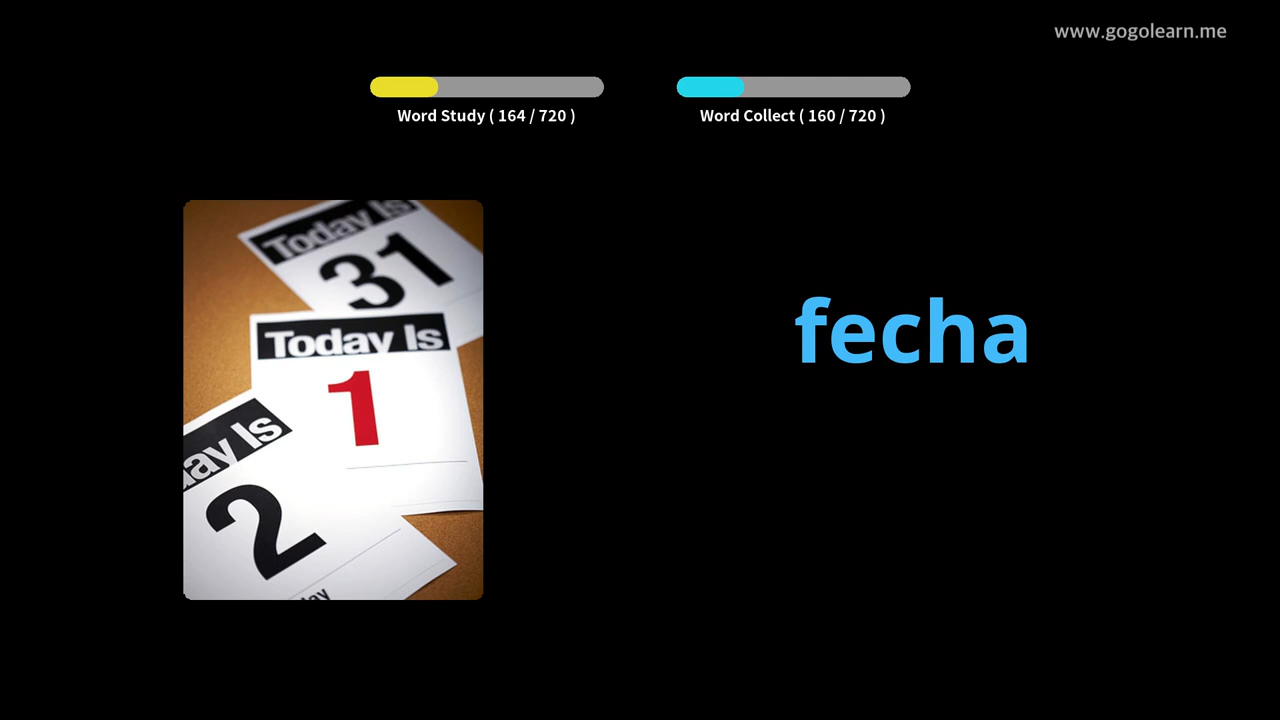 www.gogolearn.me
Word Study ( 164 / 720 )
Word Collect ( 160 / 720 )
Today Is
31
Today Is
1
day Is
2
fecha